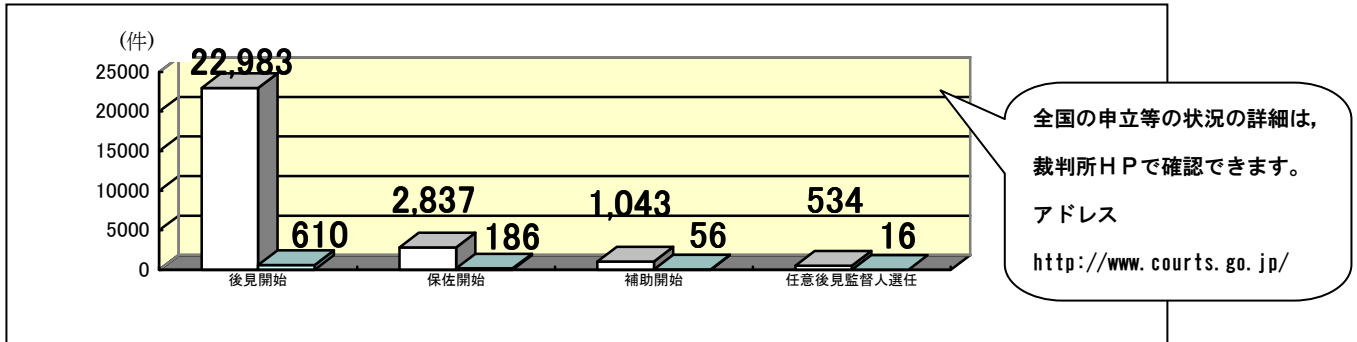 (件)
25000
20000
15000
10000
5000
0
22,983
610
2,837
186
1,043
56
534
16
後見開始
保佐開始
補助開始
任意後見監督人選任
全国の申立等の状況の詳細は,
裁判所HPで確認できます。
アドレス
http://www.courts.go.jp/